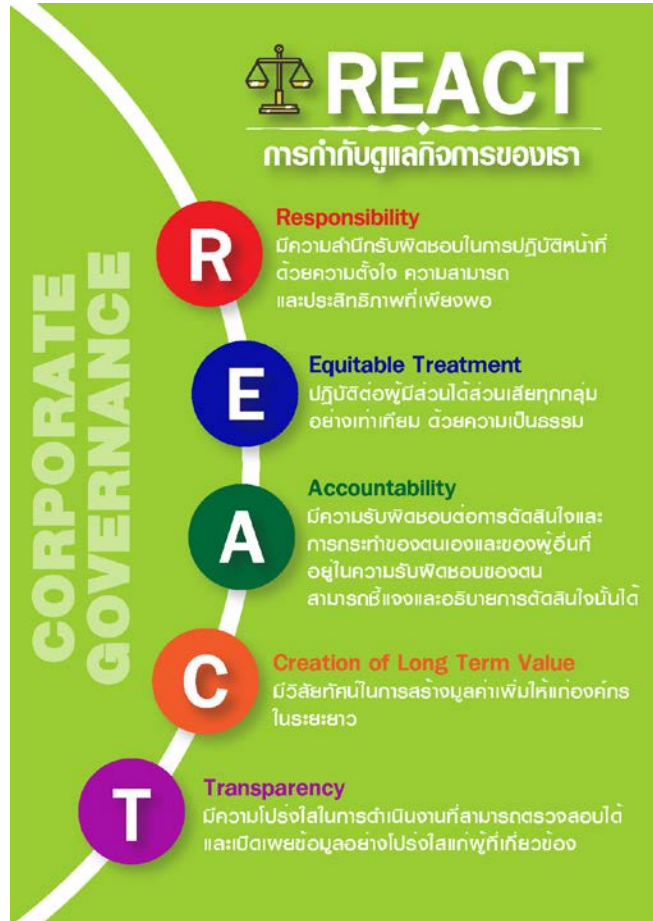 REACT
การกำกับดูแลกิจการของเรา
CORPORATE
GOVERNANCE
R
Responsibility
มีความสำนึกรับผิดชอบในการปฏิบัติหน้าที่
ด้วยความตั้งใจ ความสามารถ
และประสิทธิภาพที่เพียงพอ
E
Equitable Treatment
ปฏิบัติต่อผู้มีส่วนได้ส่วนเสียทุกกลุ่ม
อย่างเท่าเทียม ด้วยความเป็นธรรม
A
Accountability
มีความรับผิดชอบต่อการตัดสินใจและ
การกระทำของตนเองและของผู้อื่นที่
อยู่ในความรับผิดชอบของตน
สามารถชี้แจงและอธิบายการตัดสินใจนั้นได้
C
Creation of Long Term Value
มีวิสัยทัศน์ในการสร้างมูลค่าเพิ่มให้แก่องค์กร
ในระยะยาว
T
Transparency
มีความโปร่งใสในการดำเนินงานที่สามารถตรวจสอบได้
และเปิดเผยข้อมูลอย่างโปร่งใสแก่ผู้ที่เกี่ยวข้อง